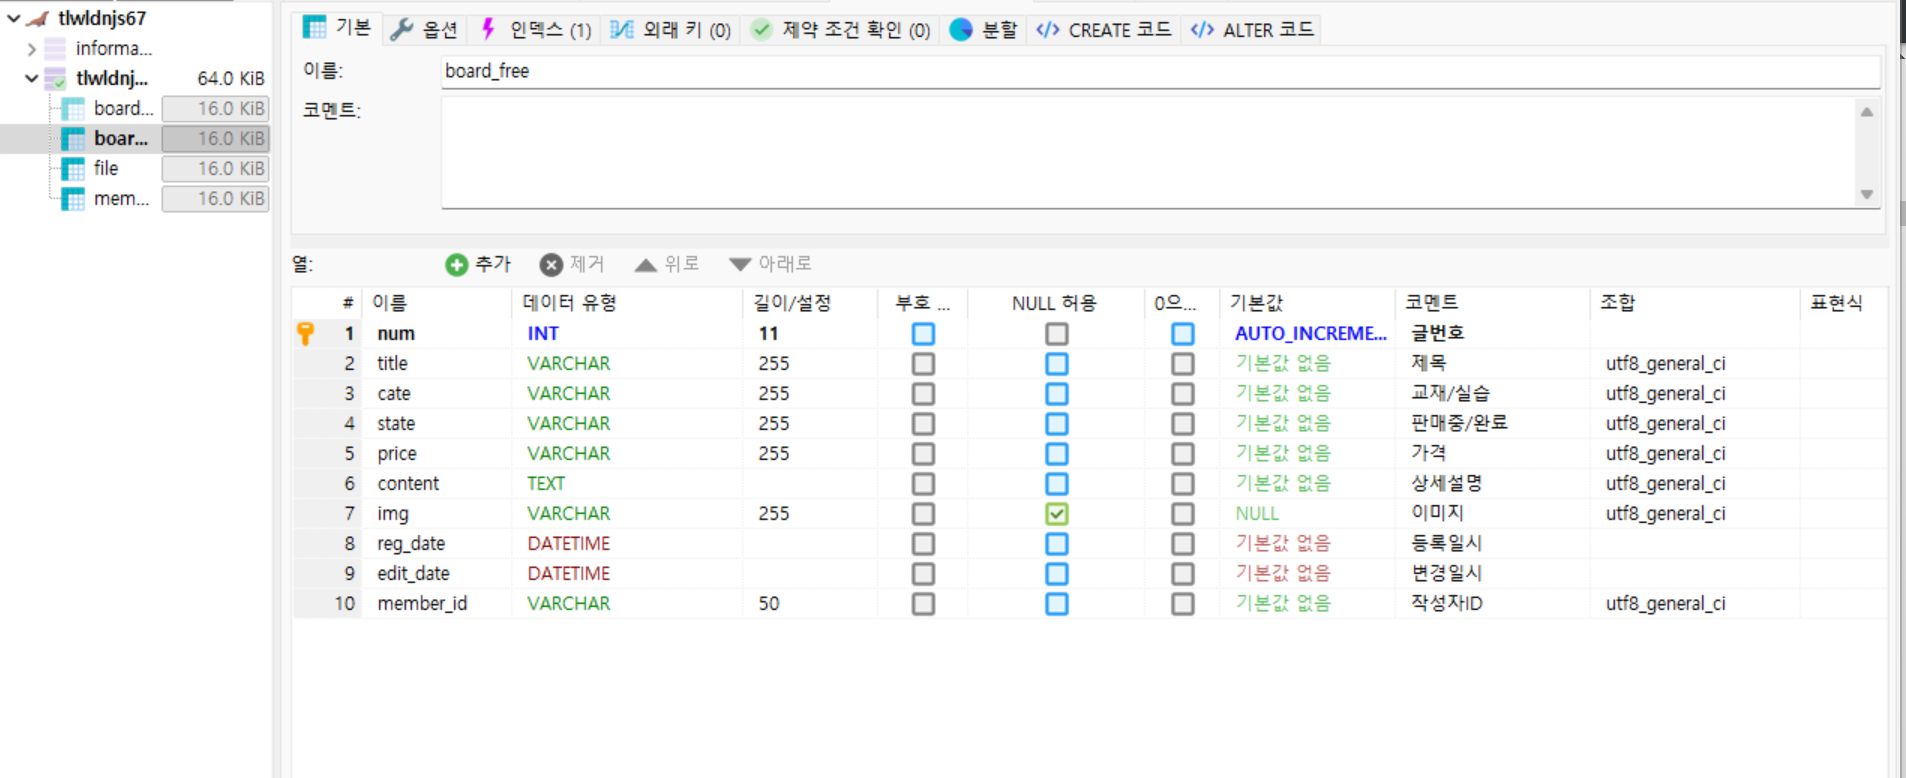 tlwldnjs67
informa...
tlwldnj... 64.0 KiB
board... 16.0 KiB
boar... 16.0 KiB
file 16.0 KiB
mem... 16.0 KiB
기본 옵션 인덱스 (1) 외래 키 (0) 제약 조건 확인 (0) 분할 </> CREATE 코드 </> ALTER 코드
이름: board_free
코멘트:
열: 추가 제거 위로 아래로
# 이름 데이터 유형 길이/설정 부호 ... NULL 허용 0으... 기본값 코멘트 조합 표현식
1 num INT 11 AUTO_INCREME... 글번호
2 title VARCHAR 255 기본값 없음 제목 utf8_general_ci
3 cate VARCHAR 255 기본값 없음 교재/실습 utf8_general_ci
4 state VARCHAR 255 기본값 없음 판매중/완료 utf8_general_ci
5 price VARCHAR 255 기본값 없음 가격 utf8_general_ci
6 content TEXT 기본값 없음 상세설명 utf8_general_ci
7 img VARCHAR 255 NULL 이미지 utf8_general_ci
8 reg_date DATETIME 기본값 없음 등록일시
9 edit_date DATETIME 기본값 없음 변경일시
10 member_id VARCHAR 50 기본값 없음 작성자ID utf8_general_ci